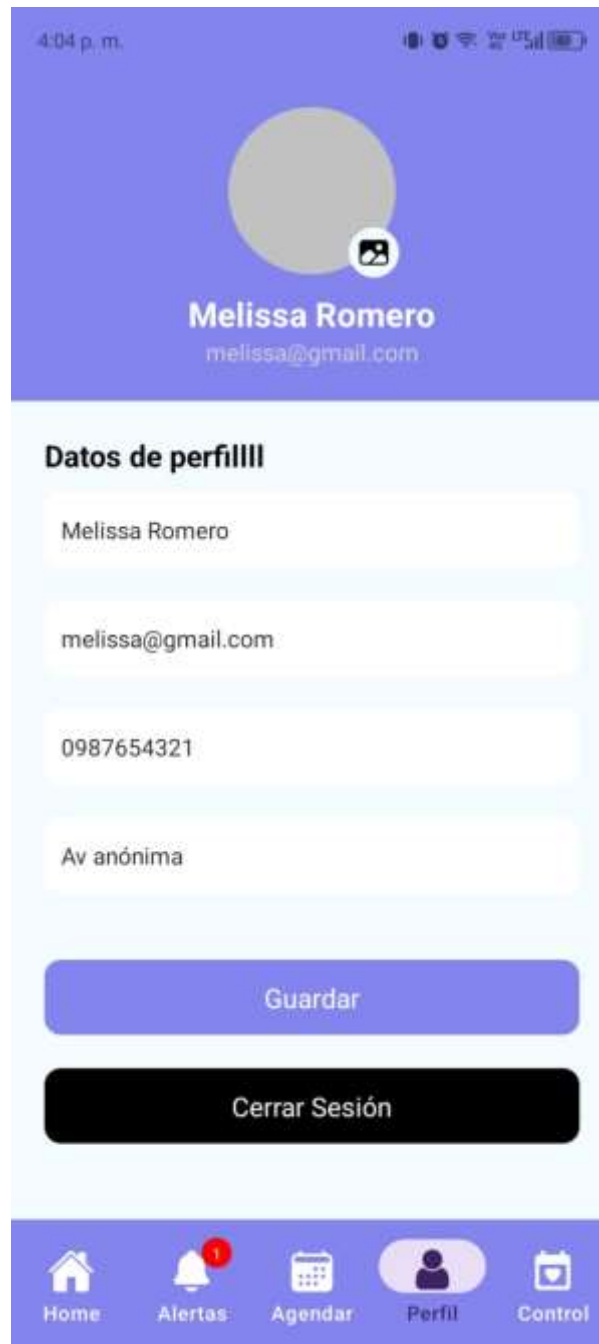 4:04 p. m.
Melissa Romero
melissa@gmail.com
Datos de perfillll
Melissa Romero
melissa@gmail.com
0987654321
Av anónima
Guardar
Cerrar Sesión
1
Home Alertas Agendar Perfil Control